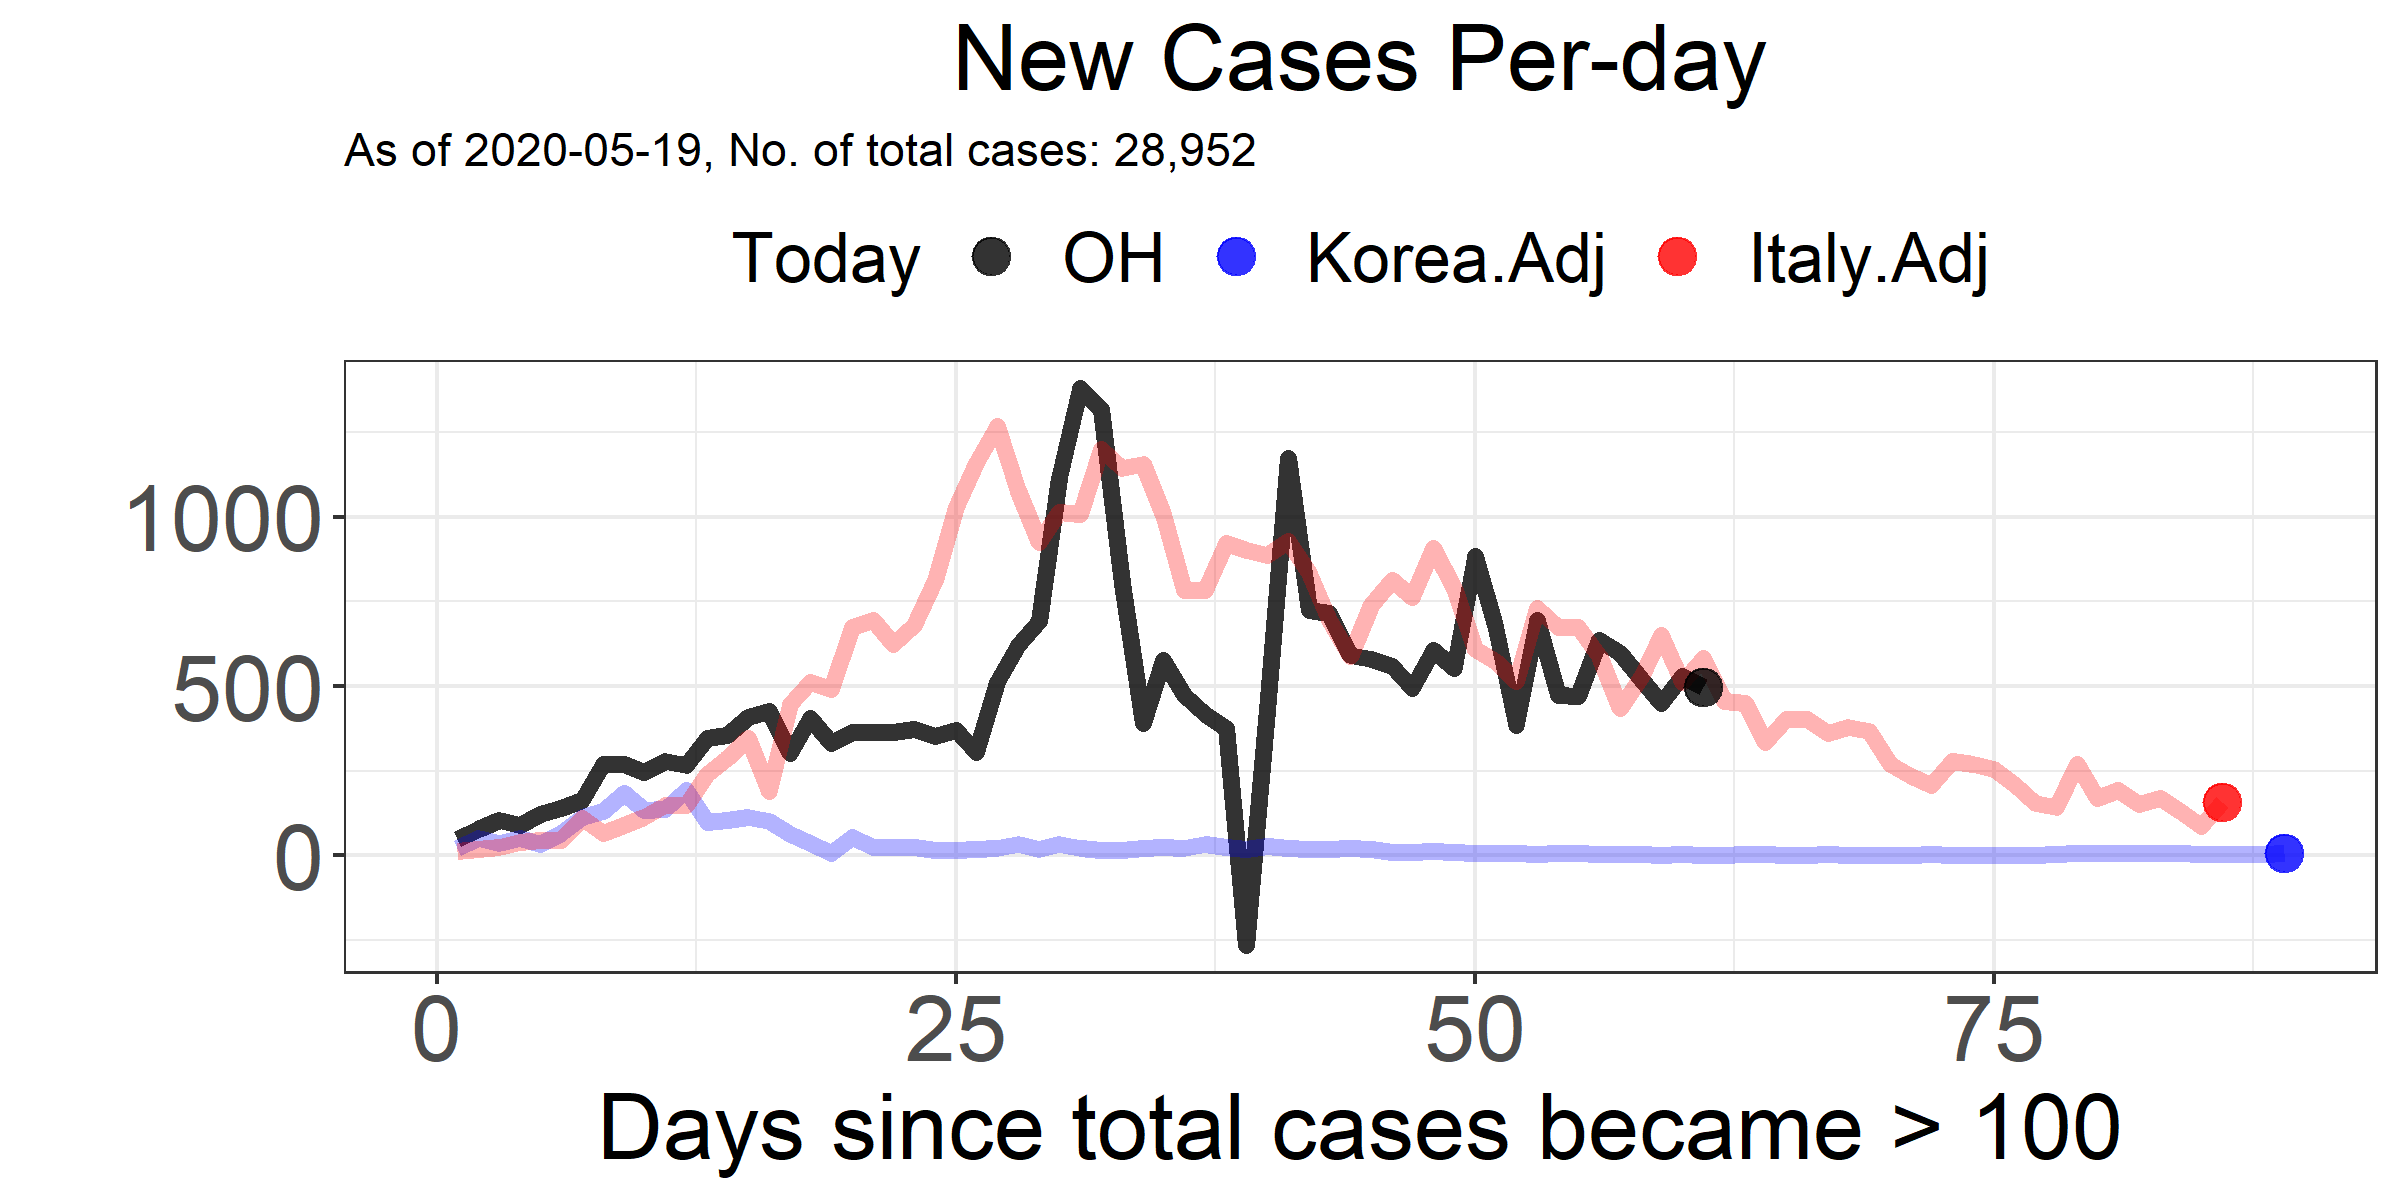 New Cases Per-day
As of 2020-05-19, No. of total cases: 28,952
Today OH Korea.Adj Italy.Adj
1000
500
0
0 25 50 75
Days since total cases became > 100